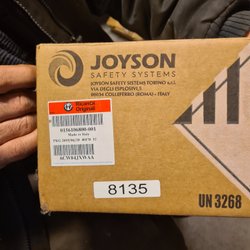 JOYSON
SAFETY SYSTEMS
JOYSON SAFETY SYSTEMS TORINO s.r.l.
VIA DEGLI ESPLOSIVI,1
00034 COLLEFERRO (ROMA) - ITALY
Ricambi
Original
Made in Italy
8135
UN 3268